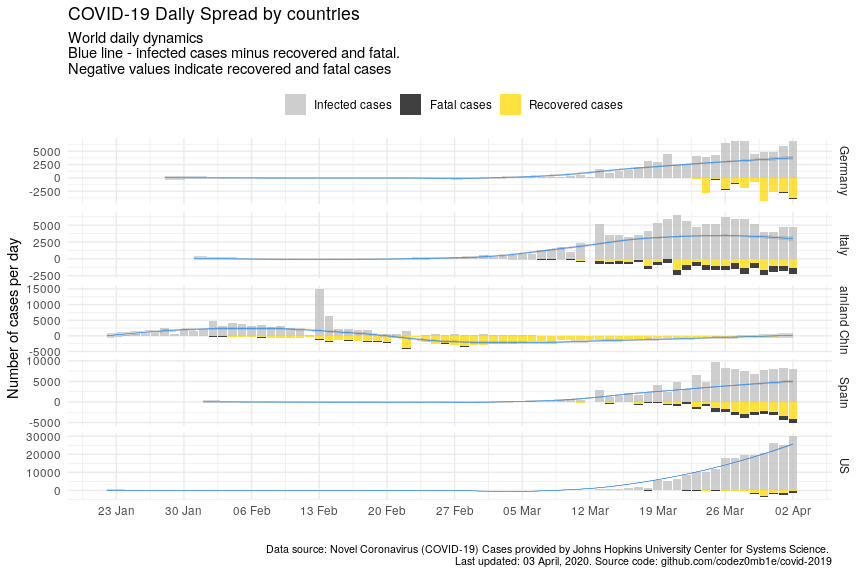 COVID-19 Daily Spread by countries
World daily dynamics
Blue line - infected cases minus recovered and fatal.
Negative values indicate recovered and fatal cases
Infected cases Fatal cases Recovered cases
Number of cases per day
5000
2500
0
-2500
Germany
5000
2500
0
-2500
Italy
15000
10000
5000
0
-5000
ainland Chin
10000
5000
0
-5000
Spain
30000
20000
10000
0
US
23 Jan 30 Jan 06 Feb 13 Feb 20 Feb 27 Feb 05 Mar 12 Mar 19 Mar 26 Mar 02 Apr
Data source: Novel Coronavirus (COVID-19) Cases provided by Johns Hopkins University Center for Systems Science.
Last updated: 03 April, 2020. Source code: github.com/codez0mb1e/covid-2019